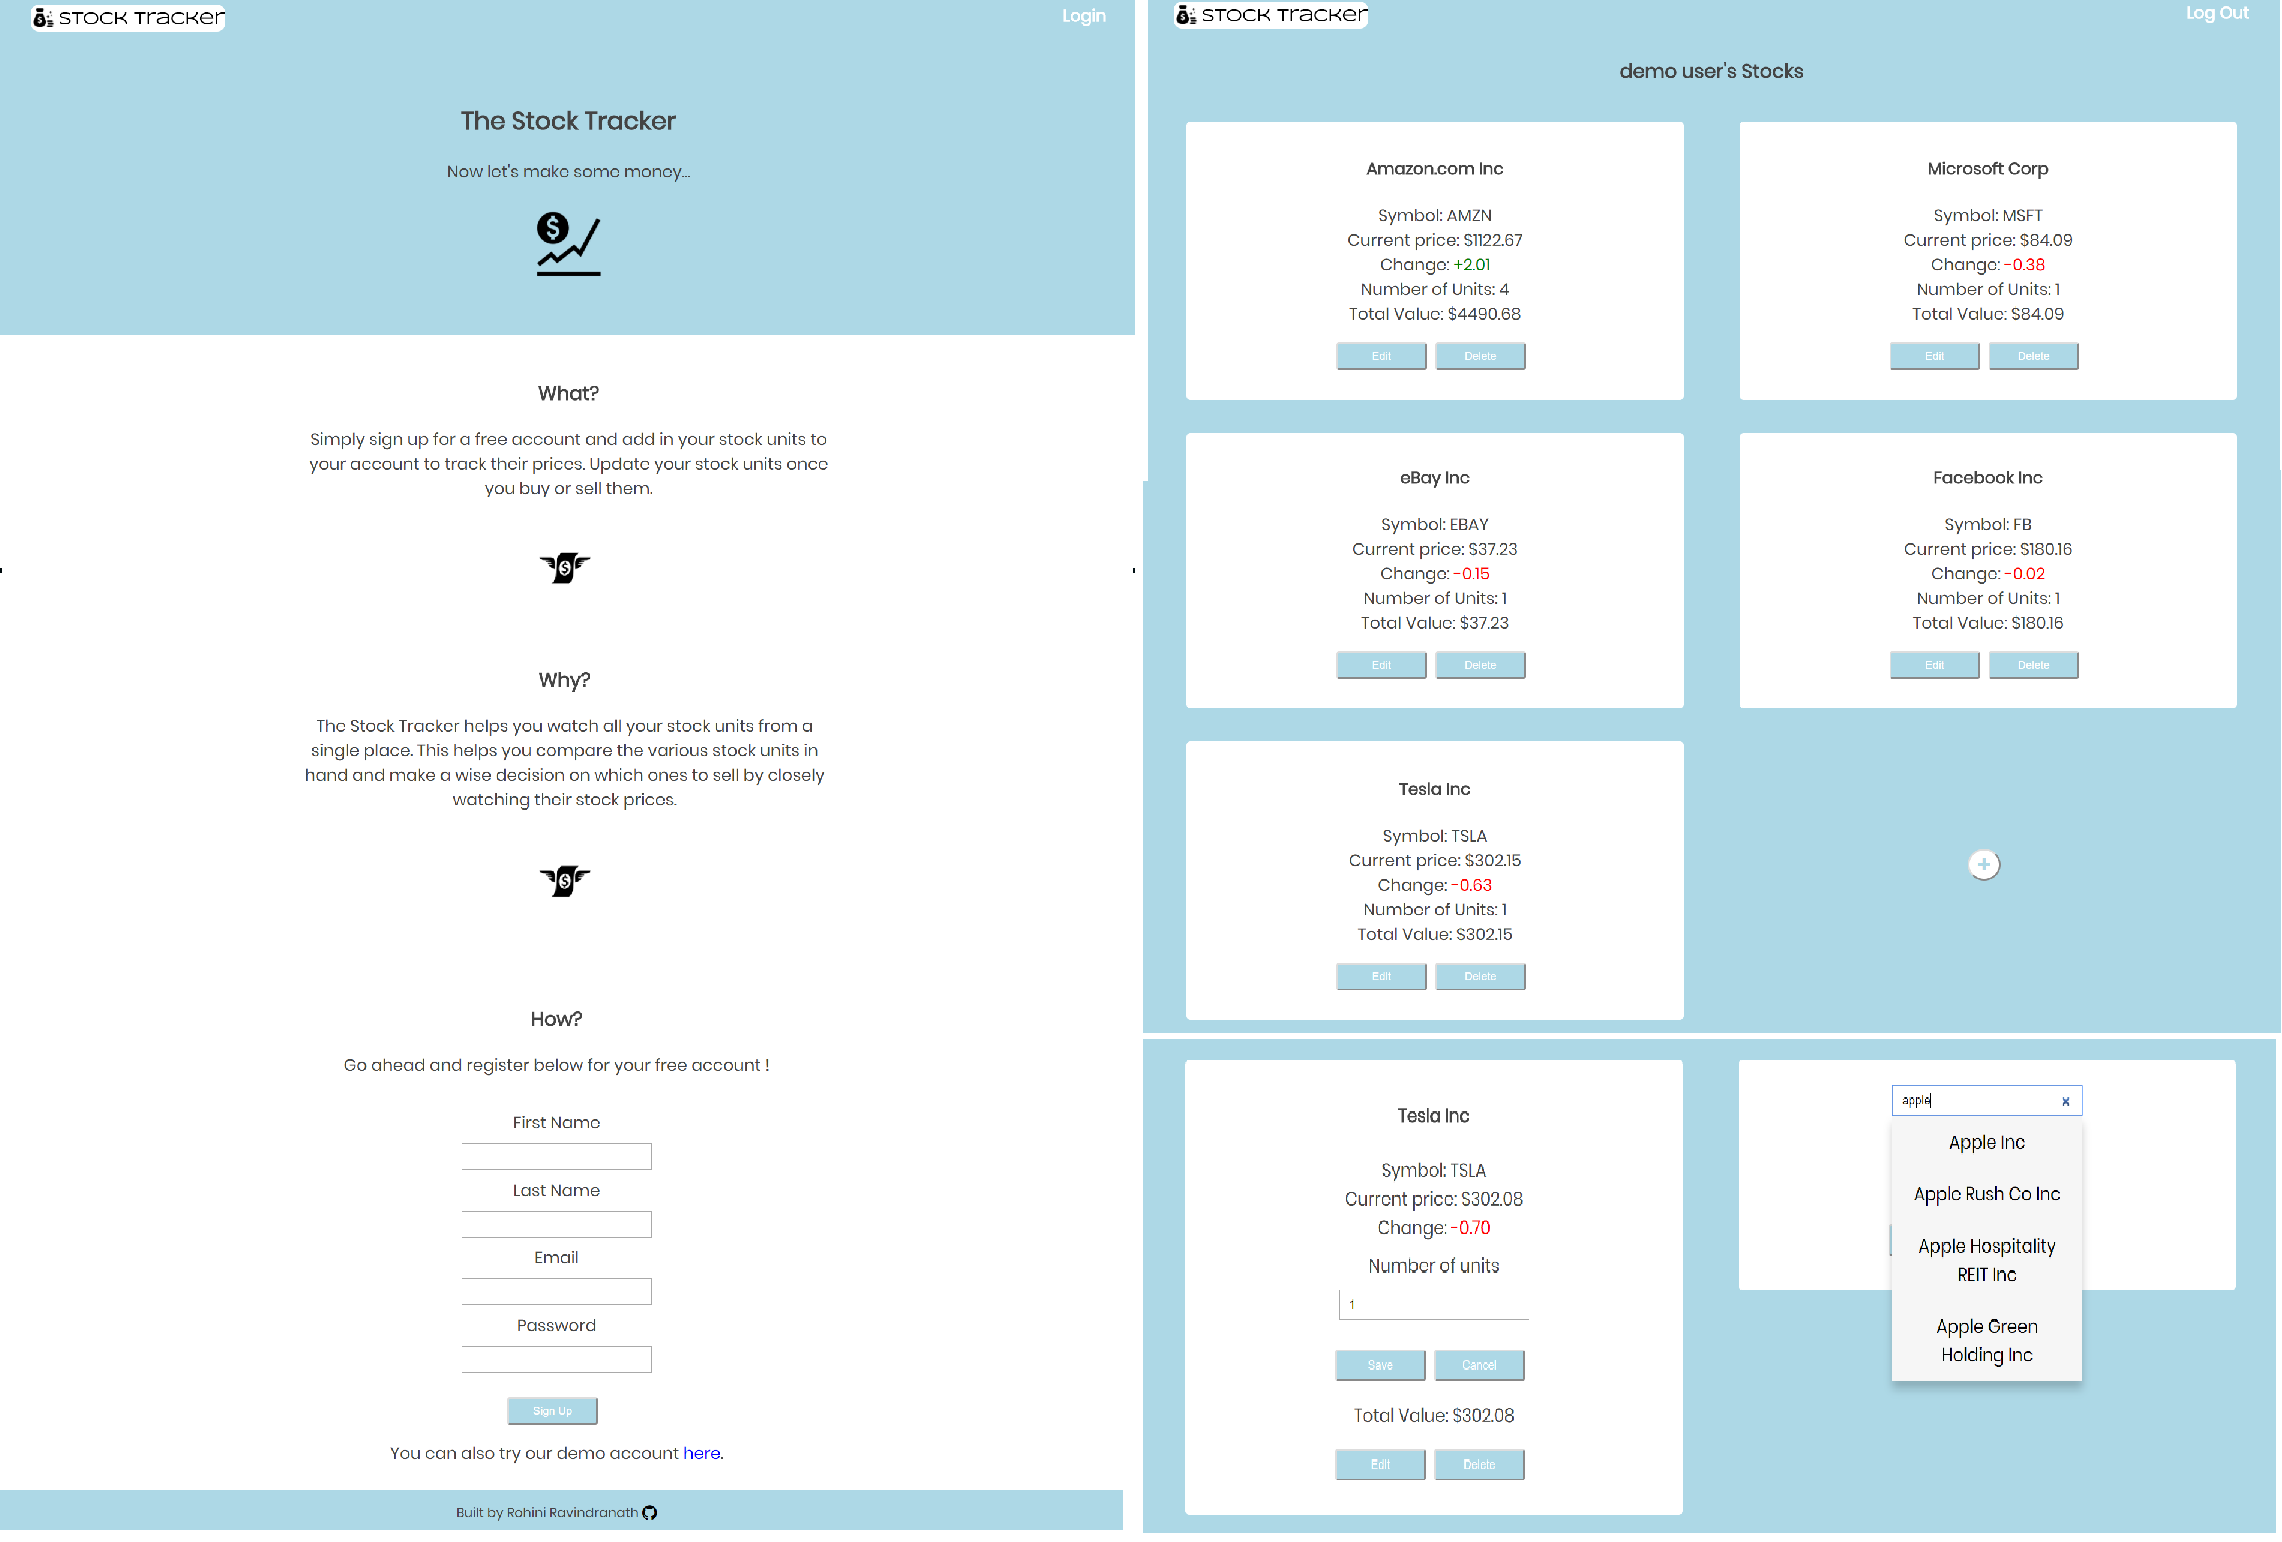 STOCK TRACKER
Login
The Stock Tracker
Now let's make some money...
What?
Simply sign up for a free account and add in your stock units to
your account to track their prices. Update your stock units once
you buy or sell them.
Why?
The Stock Tracker helps you watch all your stock units from a
single place. This helps you compare the various stock units in
hand and make a wise decision on which ones to sell by closely
watching their stock prices.
How?
Go ahead and register below for your free account !
First Name
Last Name
Email
Password
Sign Up
You can also try our demo account here.
Built by Rohini Ravindranath
STOCK TRACKER
Log Out
demo user's Stocks
Amazon.com Inc
Symbol: AMZN
Current price: $1122.67
Change: +2.01
Number of Units: 4
Total Value: $4490.68
Edit Delete
Microsoft Corp
Symbol: MSFT
Current price: $84.09
Change: -0.38
Number of Units: 1
Total Value: $84.09
Edit Delete
eBay Inc
Symbol: EBAY
Current price: $37.23
Change: -0.15
Number of Units: 1
Total Value: $37.23
Edit Delete
Facebook Inc
Symbol: FB
Current price: $180.16
Change: -0.02
Number of Units: 1
Total Value: $180.16
Edit Delete
Tesla Inc
Symbol: TSLA
Current price: $302.15
Change: -0.63
Number of Units: 1
Total Value: $302.15
Edit Delete
+
Tesla Inc
Symbol: TSLA
Current price: $302.08
Change: -0.70
Number of units
1
Save Cancel
Total Value: $302.08
Edit Delete
apple x
Apple Inc
Apple Rush Co Inc
Apple Hospitality
REIT Inc
Apple Green
Holding Inc